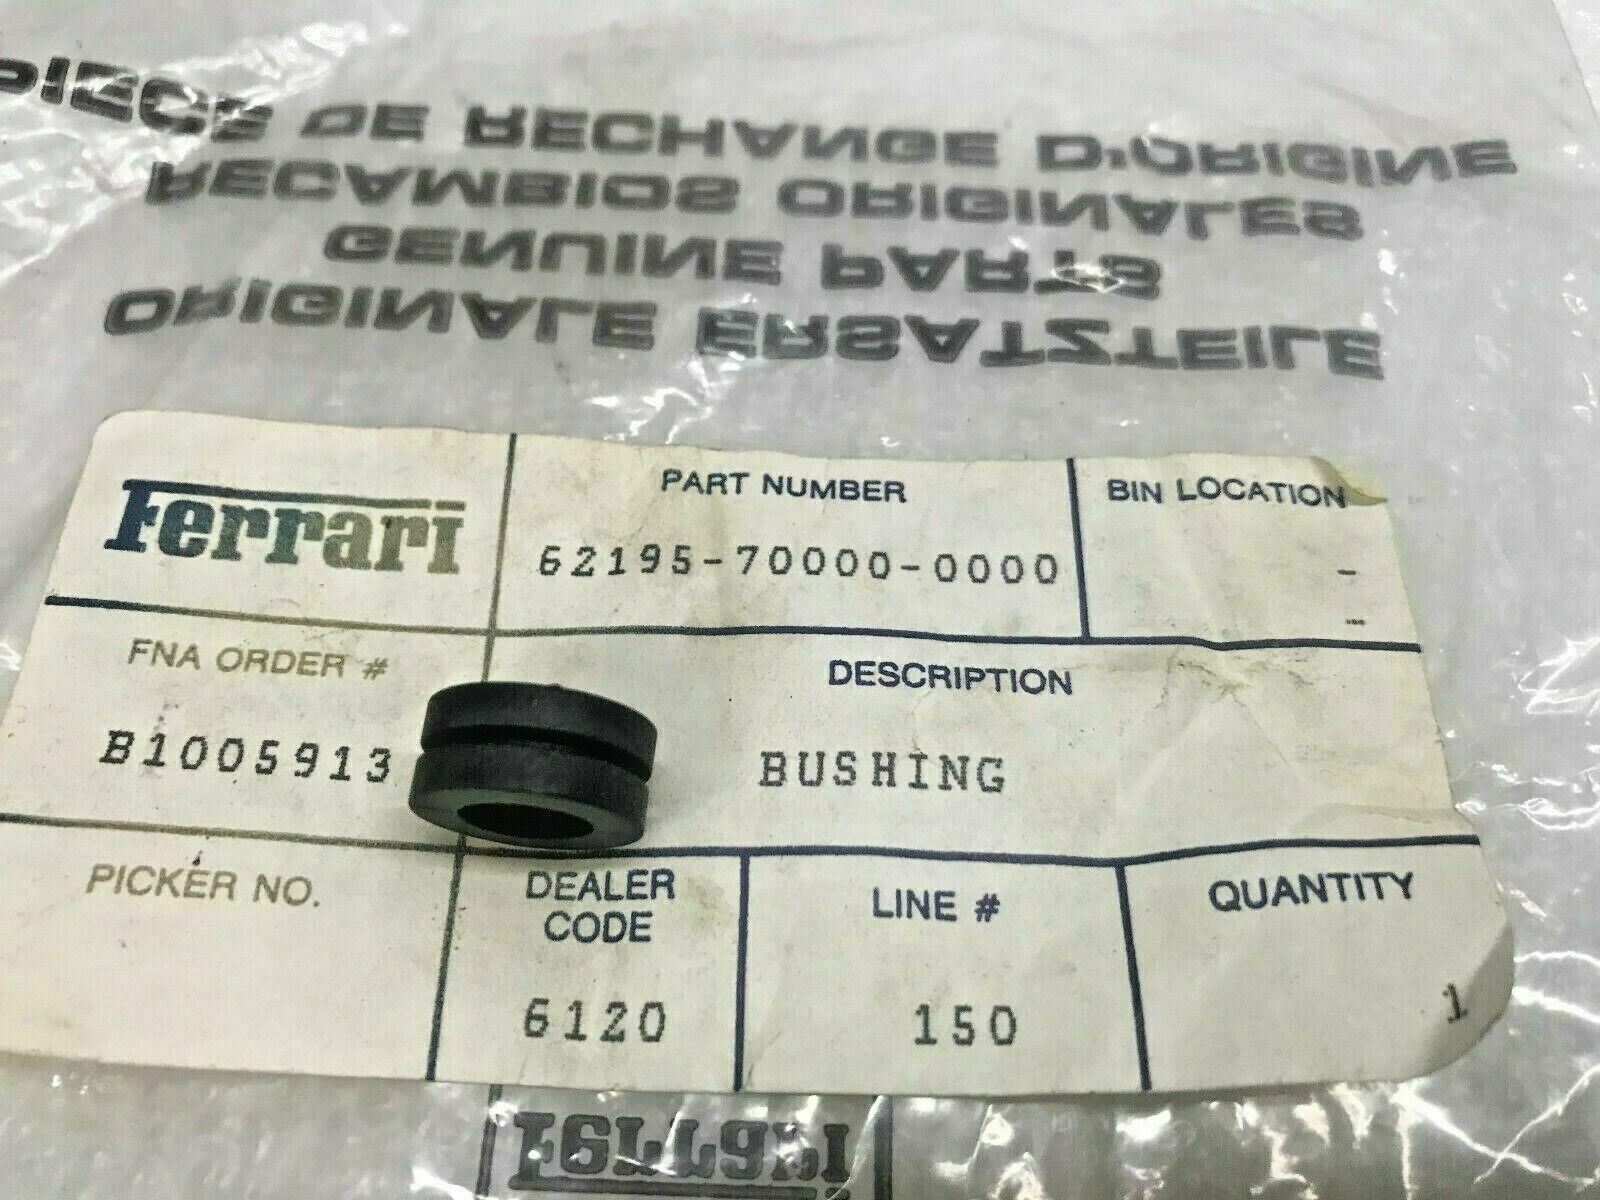 PIECE DE RECHANGE D'ORIGINE
RECAMBIOS ORIGINALES
GENUINE PARTS
ORIGINALE ERSATZTEILE
Ferrari
PART NUMBER
62195-70000-0000
BIN LOCATION
-
-
FNA ORDER #
B1005913
DESCRIPTION
BUSHING
PICKER NO.
DEALER
CODE
6120
LINE #
150
QUANTITY
1
Ferrari